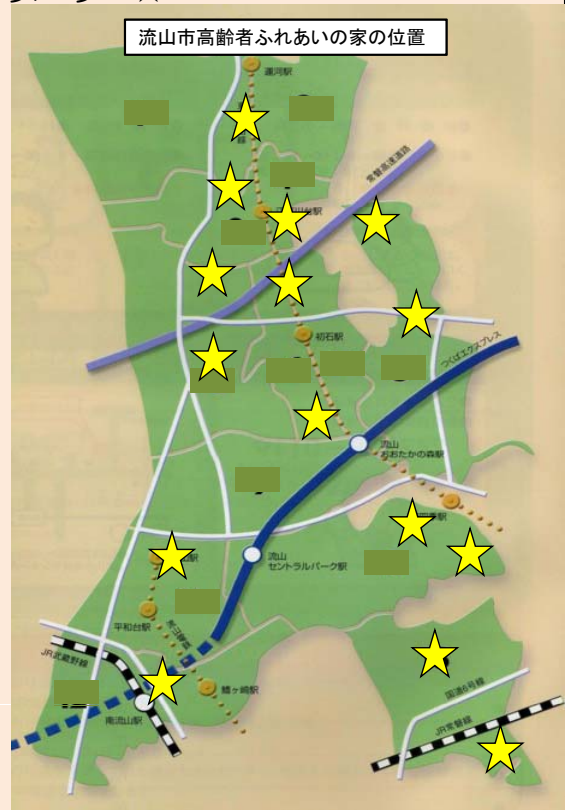 流山市高齢者ふれあいの家の位置
運河駅
常磐高速道路
初石駅
つくばエクスプレス
流山
おおたかの森駅
流山
セントラルパーク駅
平和台駅
JR武蔵野線
鰭ヶ崎駅
南流山駅
国道6号線
JR常磐線